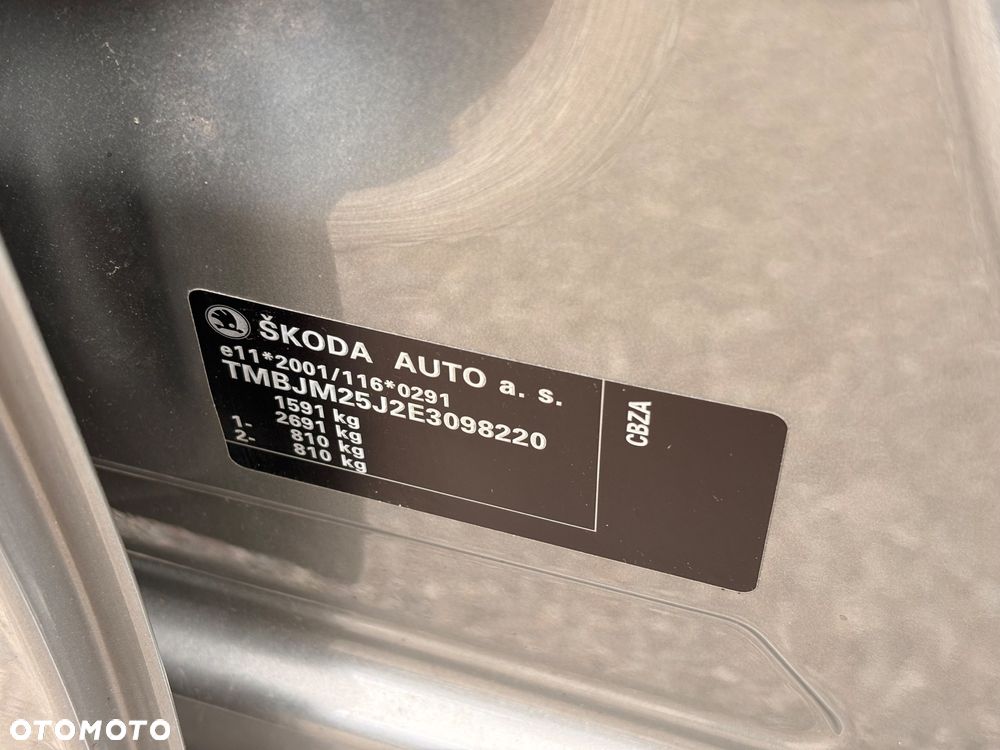 ŠKODA AUTO a. s.
e11*2001/116*0291
TMBJM25J2E3098220
1591 kg
2691 kg
1- 810 kg
2- 810 kg
CBZA
OTOMOTO